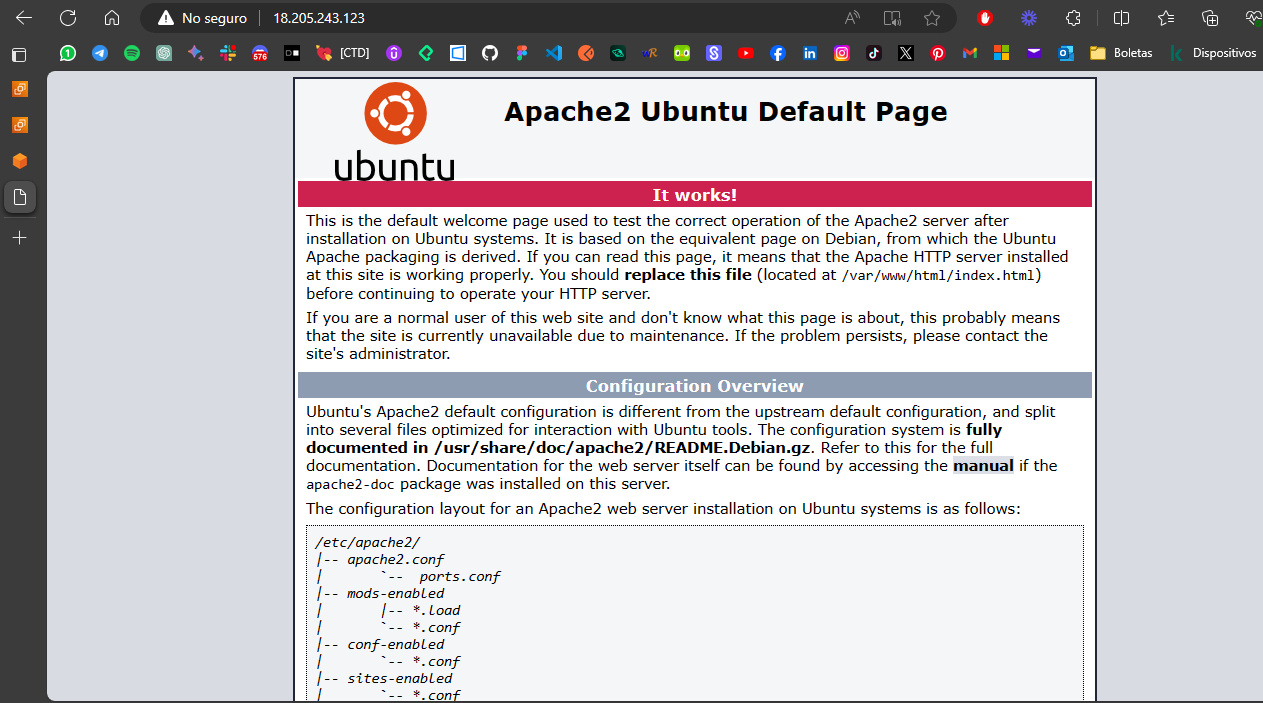 No seguro
18.205.243.123
576
[CTD]
Boletas
Dispositivos
ubuntu
Apache2 Ubuntu Default Page
It works!
This is the default welcome page used to test the correct operation of the Apache2 server after
installation on Ubuntu systems. It is based on the equivalent page on Debian, from which the Ubuntu
Apache packaging is derived. If you can read this page, it means that the Apache HTTP server installed
at this site is working properly. You should replace this file (located at /var/www/html/index.html)
before continuing to operate your HTTP server.
If you are a normal user of this web site and don't know what this page is about, this probably means
that the site is currently unavailable due to maintenance. If the problem persists, please contact the
site's administrator.
Configuration Overview
Ubuntu's Apache2 default configuration is different from the upstream default configuration, and split
into several files optimized for interaction with Ubuntu tools. The configuration system is fully
documented in /usr/share/doc/apache2/README.Debian.gz. Refer to this for the full
documentation. Documentation for the web server itself can be found by accessing the manual if the
apache2-doc package was installed on this server.
The configuration layout for an Apache2 web server installation on Ubuntu systems is as follows:
/etc/apache2/
|-- apache2.conf
|       `--  ports.conf
|-- mods-enabled
|       |-- *.load
|       `-- *.conf
|-- conf-enabled
|       `-- *.conf
|-- sites-enabled
|       `-- *.conf